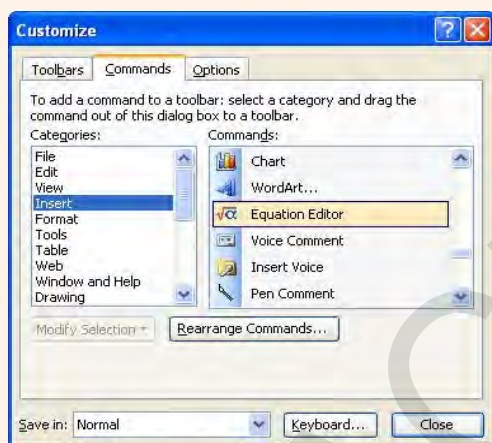 Customize
Toolbars Commands Options
To add a command to a toolbar: select a category and drag the
command out of this dialog box to a toolbar.
Categories: Commands:
File
Edit
View
Insert
Format
Tools
Table
Web
Window and Help
Drawing
Chart
WordArt...
√α Equation Editor
Voice Comment
Insert Voice
Pen Comment
Modify Selection Rearrange Commands...
Save in: Normal Keyboard... Close